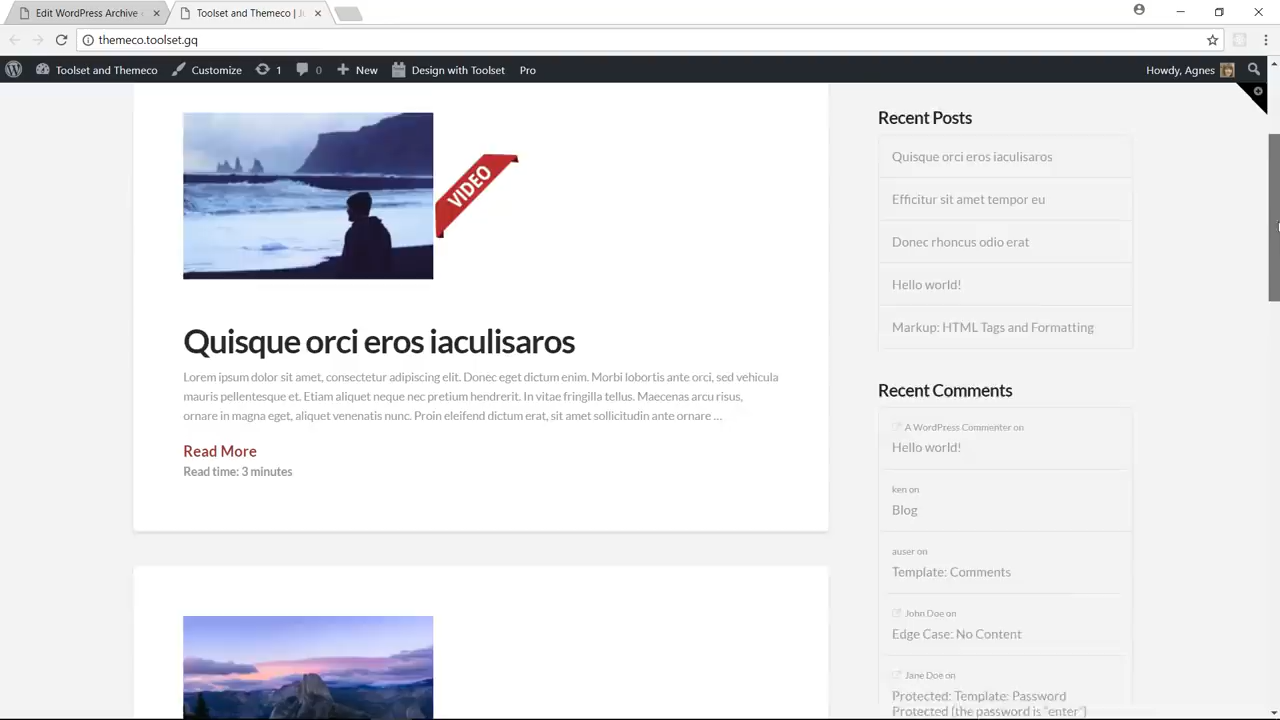 Edit WordPress Archive
Toolset and Themeco |
themeco.toolset.gq
Toolset and Themeco
Customize
1
0
New
Design with Toolset
Pro
Howdy, Agnes
VIDEO
Quisque orci eros iaculisaros
Lorem ipsum dolor sit amet, consectetur adipiscing elit. Donec eget dictum enim. Morbi lobortis ante orci, sed vehicula
mauris pellentesque et. Etiam aliquet neque nec pretium hendrerit. In vitae fringilla tellus. Maecenas arcu risus,
ornare in magna eget, aliquet venenatis nunc. Proin eleifend dictum erat, sit amet sollicitudin ante ornare ...
Read More
Read time: 3 minutes
Recent Posts
Quisque orci eros iaculisaros
Efficitur sit amet tempor eu
Donec rhoncus odio erat
Hello world!
Markup: HTML Tags and Formatting
Recent Comments
A WordPress Commenter on
Hello world!
ken on
Blog
auser on
Template: Comments
John Doe on
Edge Case: No Content
Jane Doe on
Protected: Template: Password
Protected (the password is "enter")